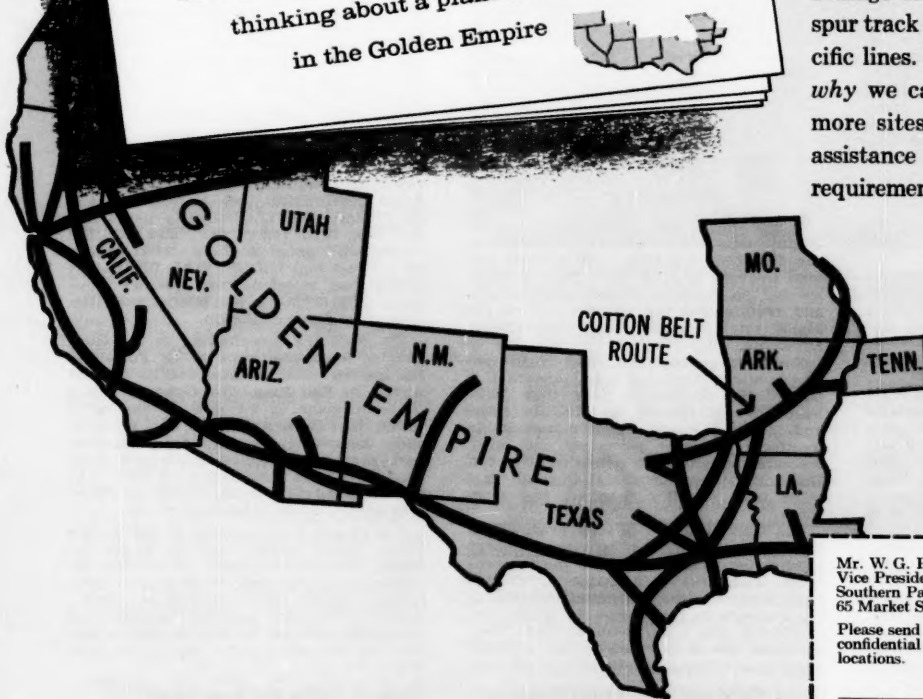 thinking about a plan
in the Golden Empire
spur track
cific lines.
why we ca
more sites
assistance
requiremen
GOLDEN EMPIRE
UTAH
CALIF.
NEV.
ARIZ.
N.M.
TEXAS
COTTON BELT
ROUTE
MO.
ARK.
TENN.
LA.
Mr. W. G. P
Vice Preside
Southern Pa
65 Market S
Please send
confidential
locations.